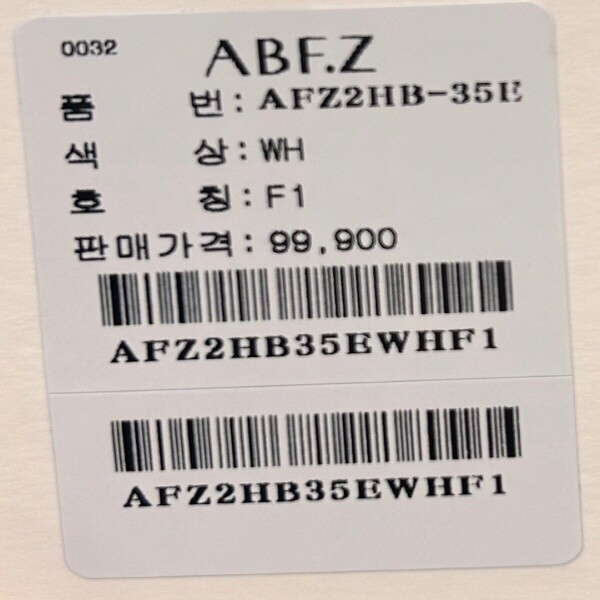 0032 ABF.Z
품 번 : AFZ2HB-35E
색 상 : WH
호 칭 : F1
판매가격 : 99,900
AFZ2HB35EWHF1
AFZ2HB35EWHF1